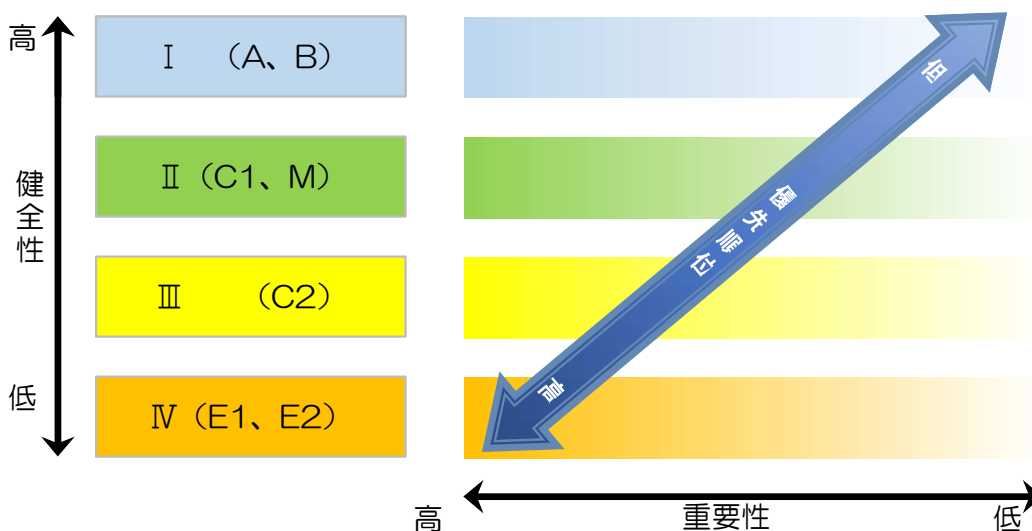 高
健全性
低
Ⅰ （A、B）
Ⅱ（C1、M）
Ⅲ （C2）
Ⅳ（E1、E2）
低
優先順位
高
高
重要性
低